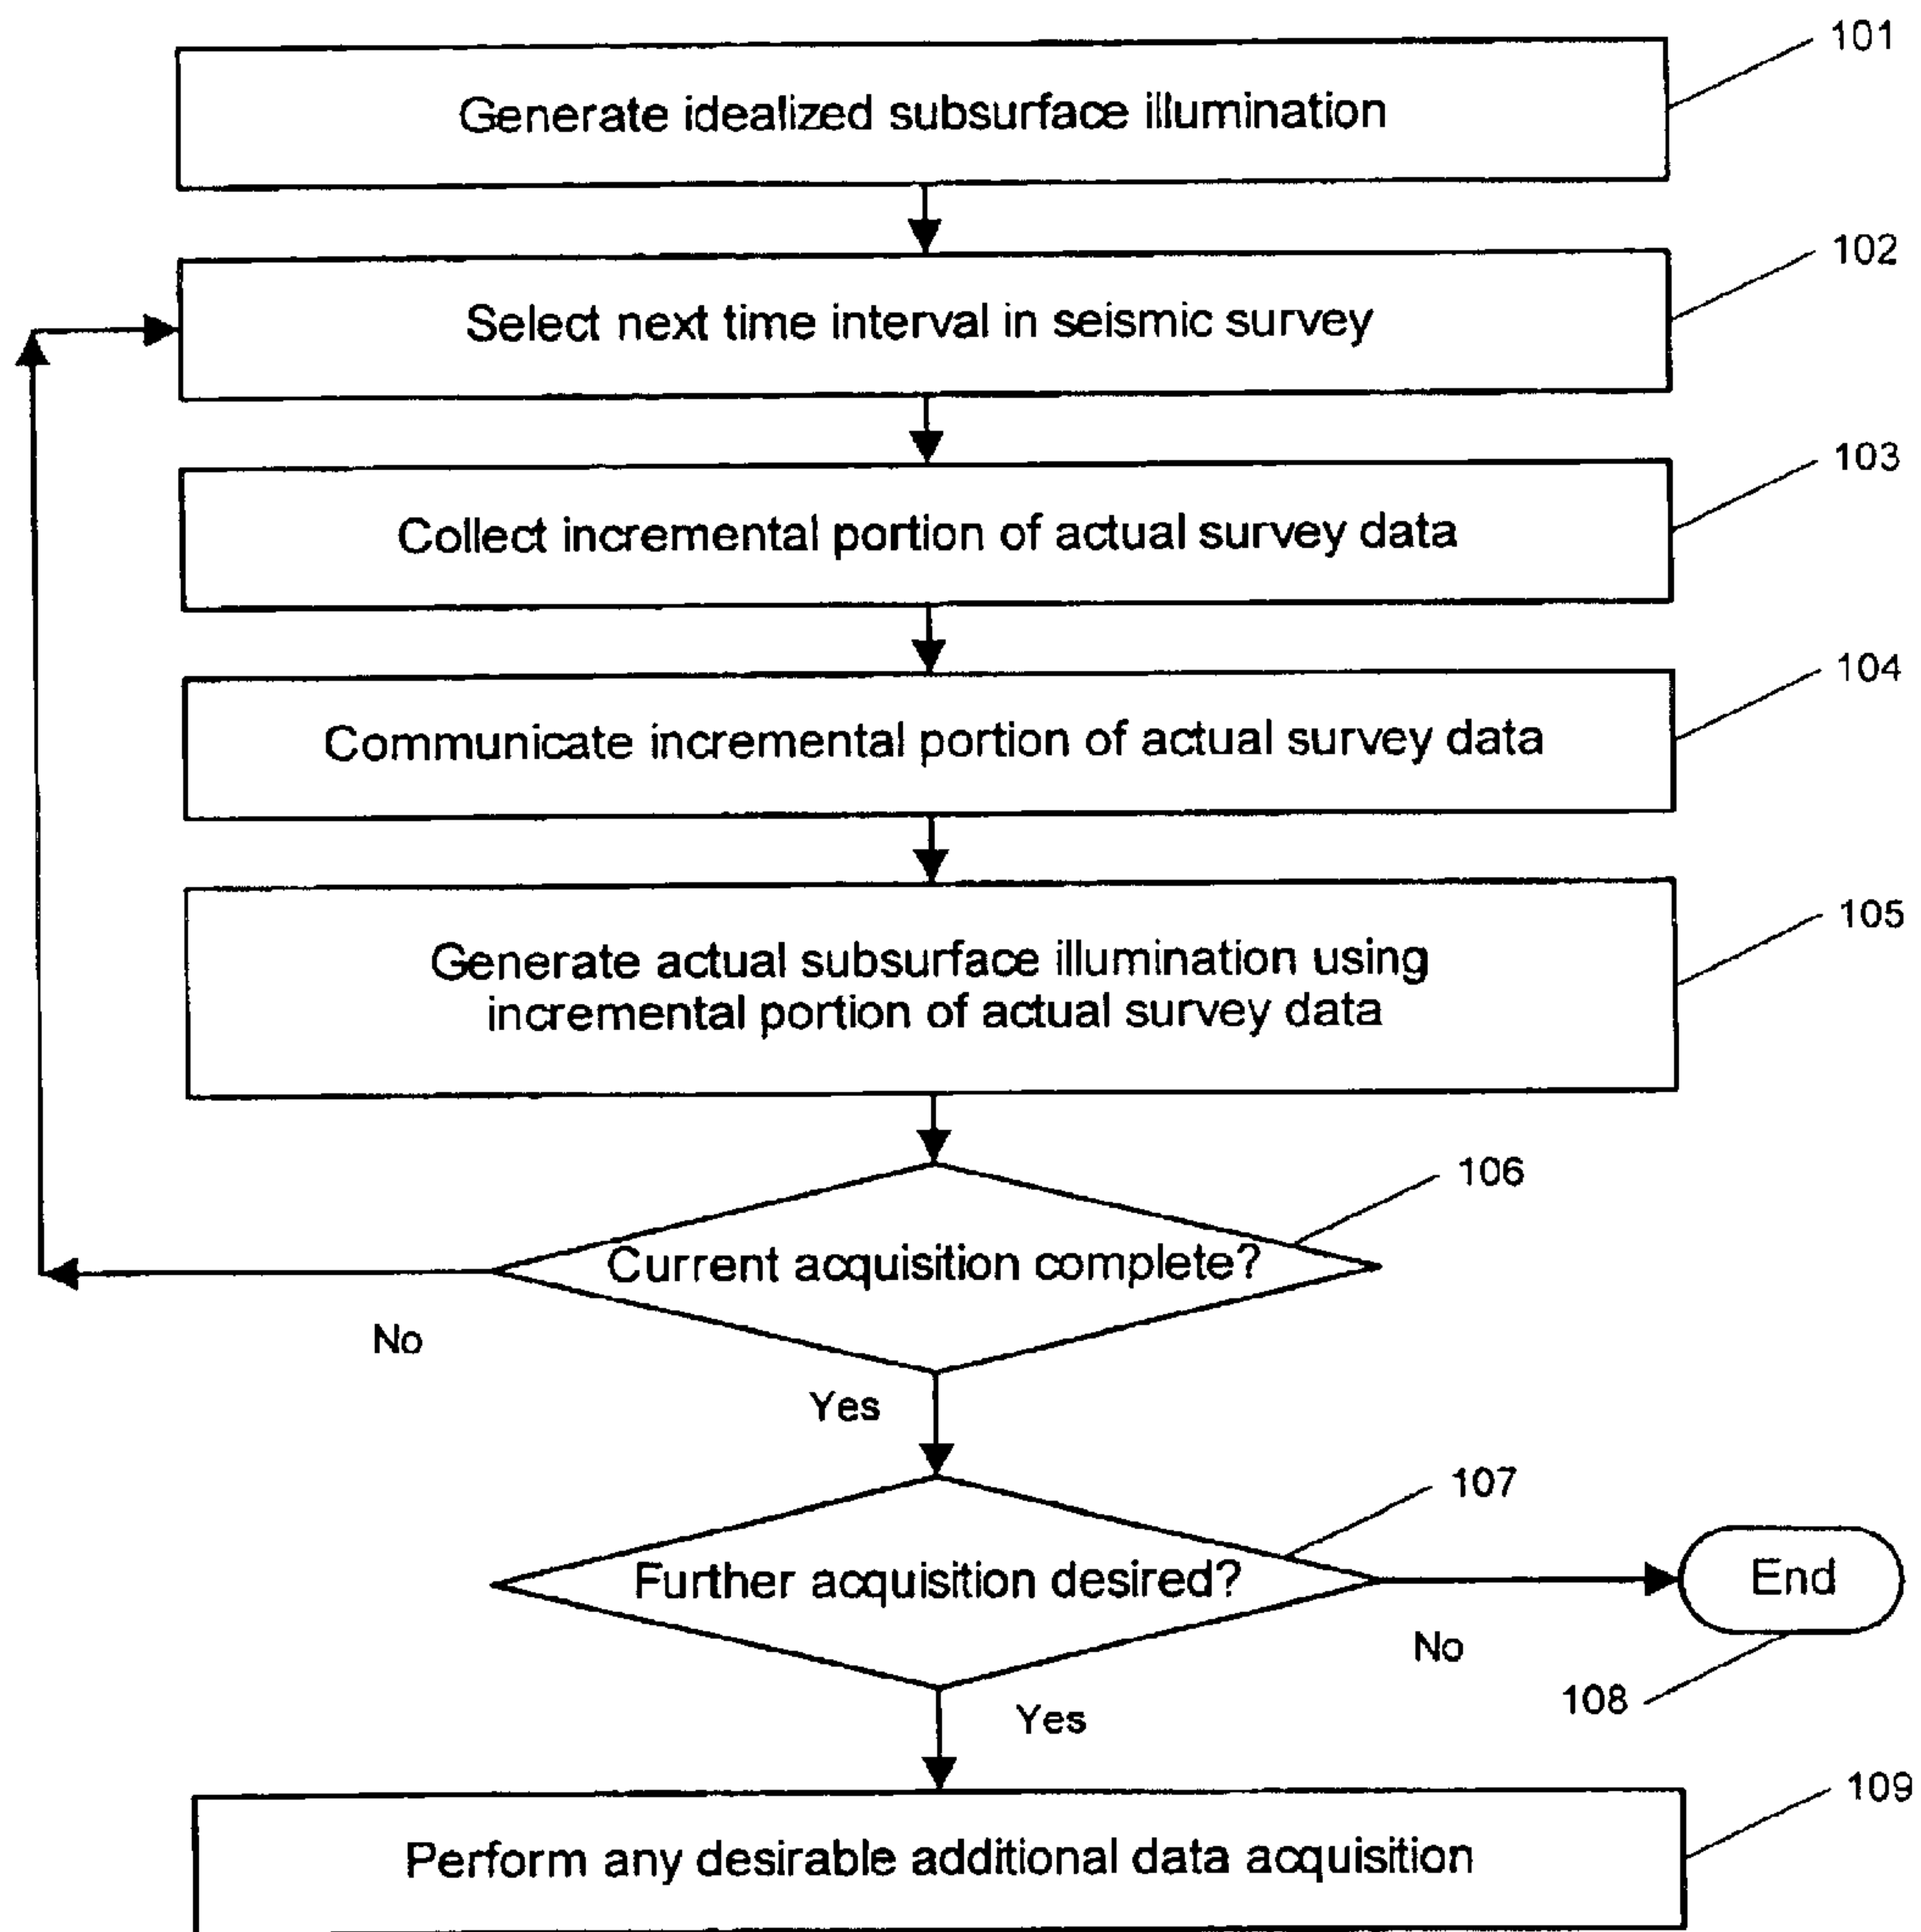 101
Generate idealized subsurface illumination
102
Select next time interval in seismic survey
103
Collect incremental portion of actual survey data
104
Communicate incremental portion of actual survey data
105
Generate actual subsurface illumination using
incremental portion of actual survey data
106
Current acquisition complete?
No
Yes
107
Further acquisition desired?
End
No
108
Yes
109
Perform any desirable additional data acquisition